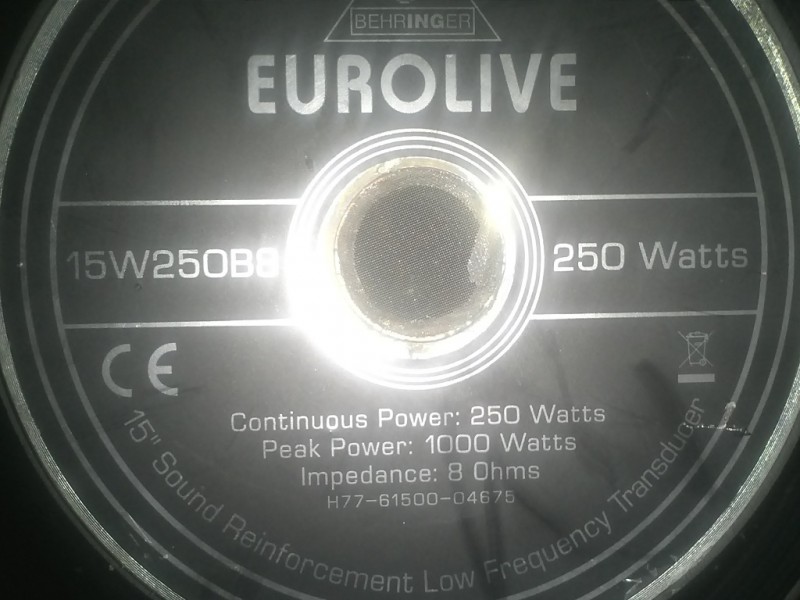 BEHRINGER
EUROLIVE
15W250B8
250 Watts
CE
Continuous Power: 250 Watts
Peak Power: 1000 Watts
Impedance: 8 Ohms
H77-61500-04675
15" Sound Reinforcement Low Frequency Transducer